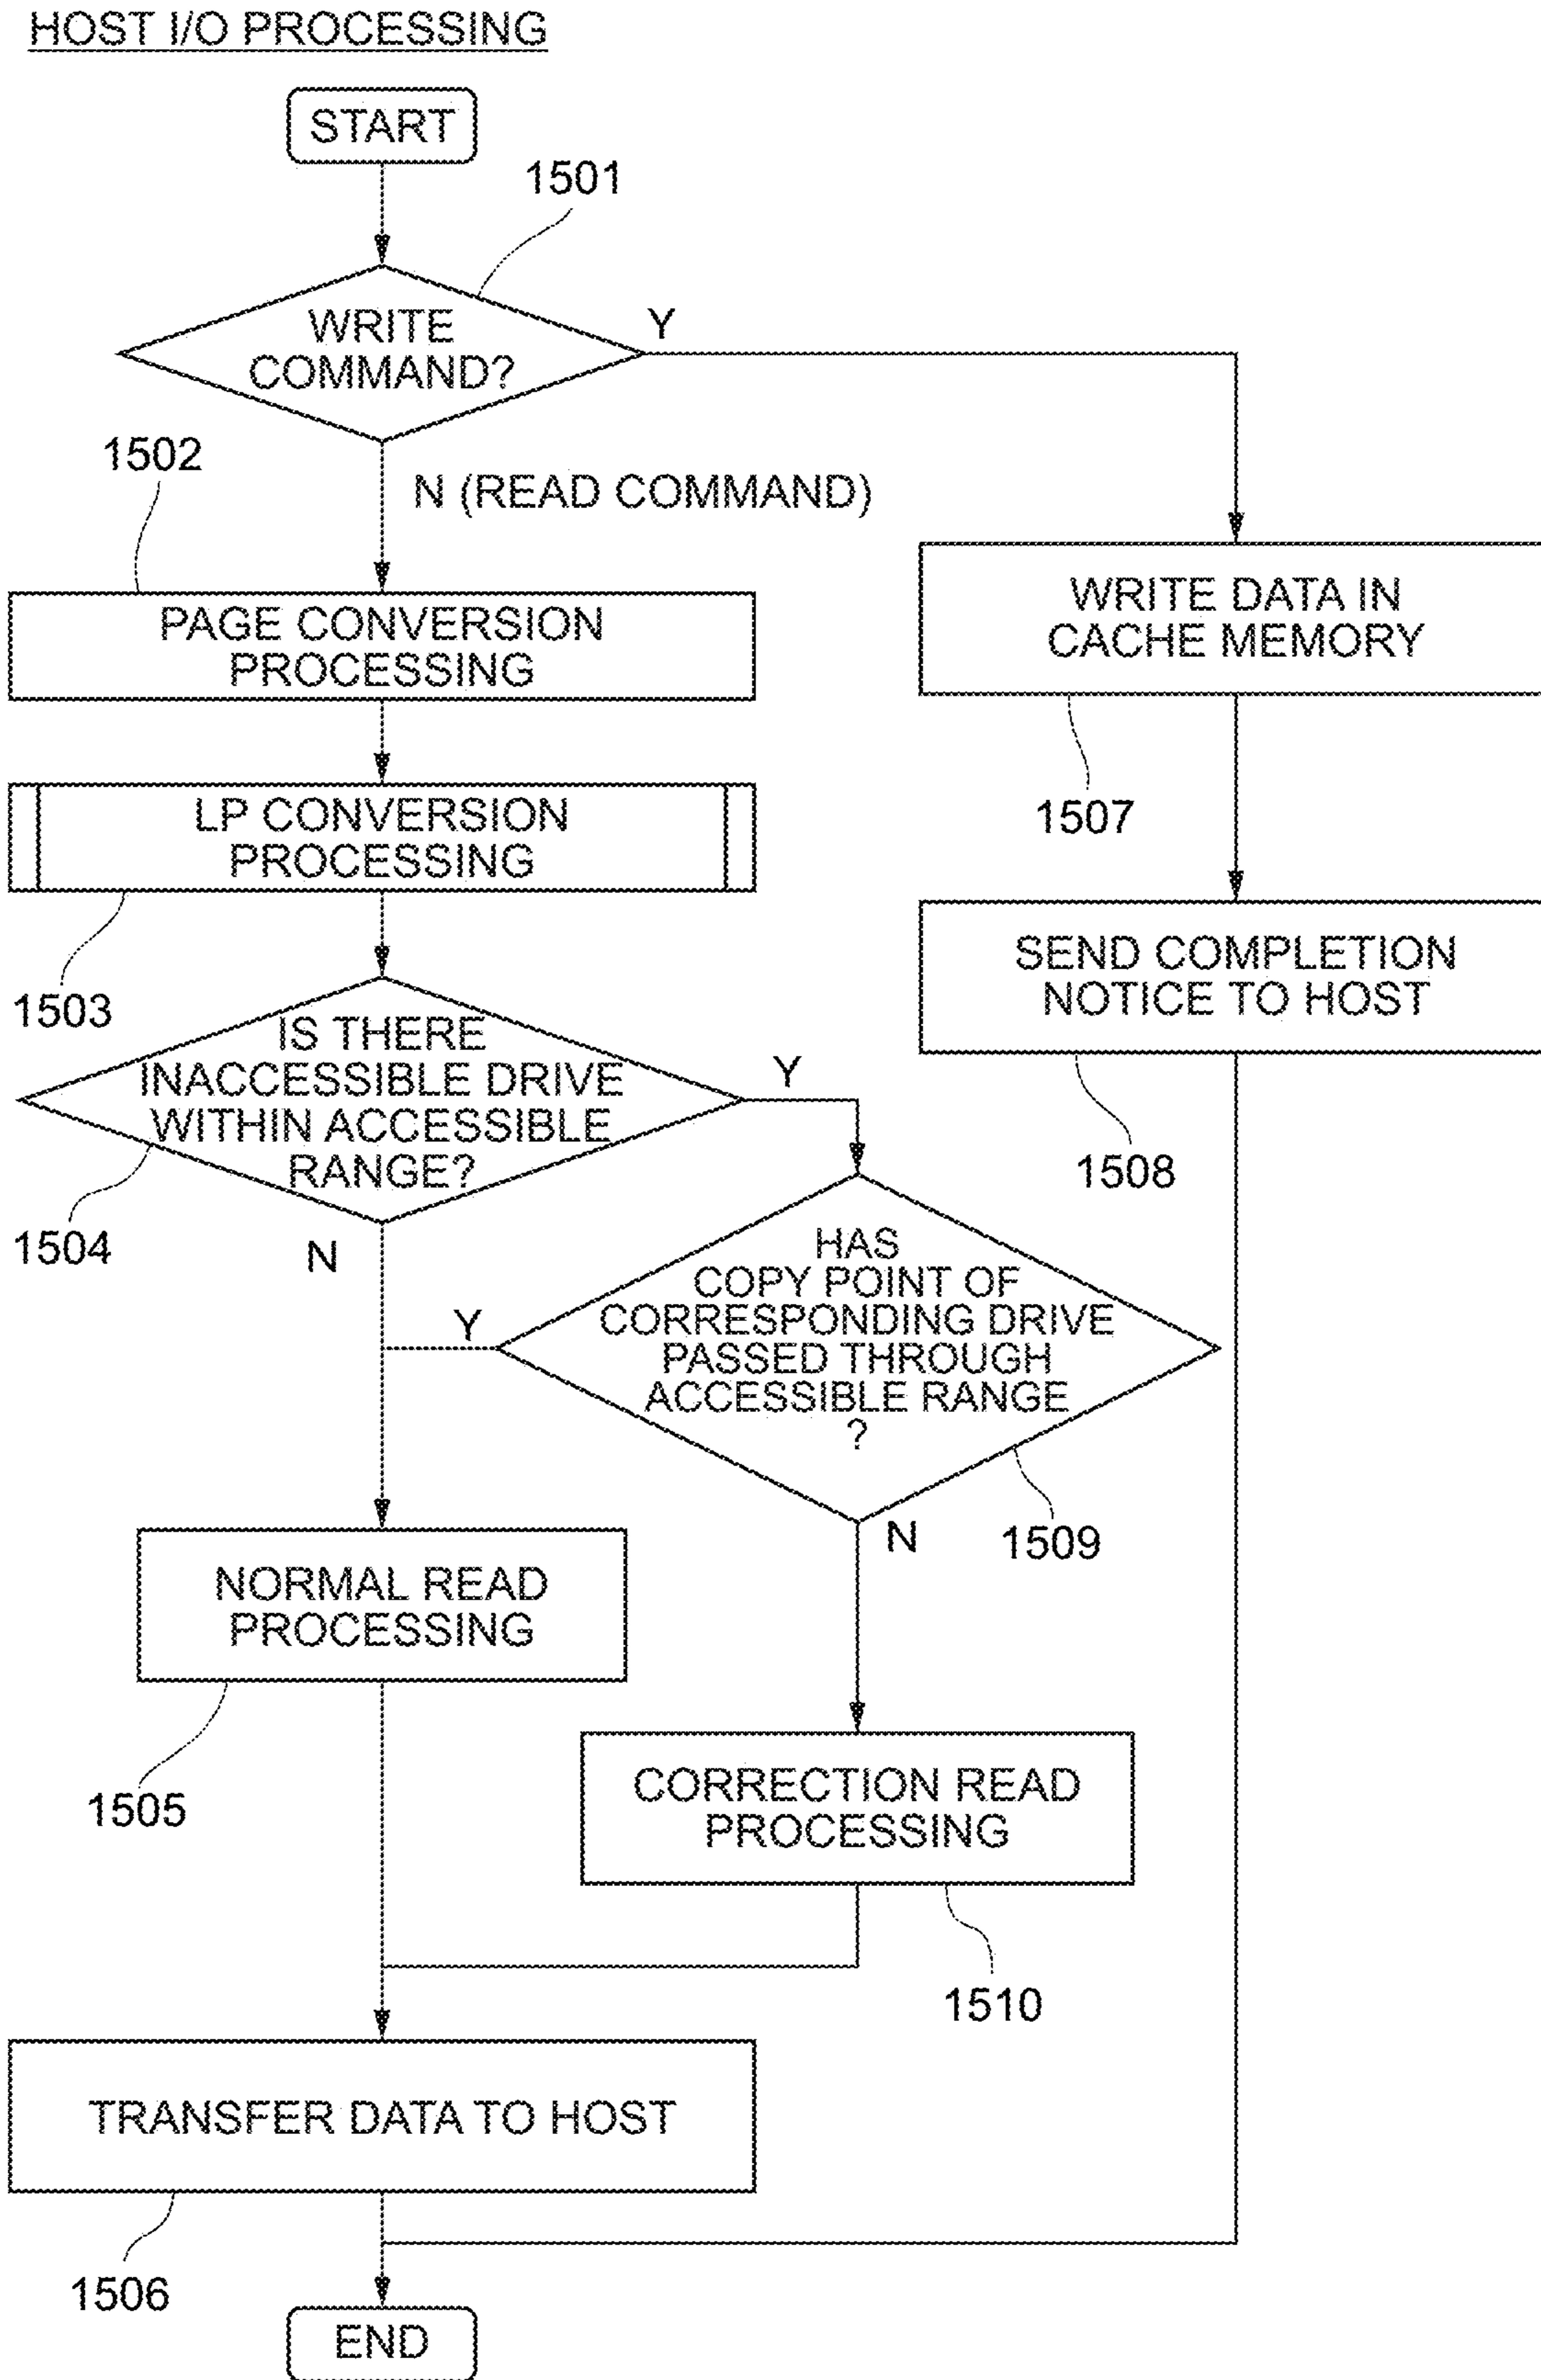 HOST I/O PROCESSING
START
1501
WRITE
COMMAND?
Y
1502
N (READ COMMAND)
PAGE CONVERSION
PROCESSING
WRITE DATA IN
CACHE MEMORY
1507
LP CONVERSION
PROCESSING
1503
SEND COMPLETION
NOTICE TO HOST
1508
IS THERE
INACCESSIBLE DRIVE
WITHIN ACCESSIBLE
RANGE?
Y
1504
N
HAS
COPY POINT OF
CORRESPONDING DRIVE
PASSED THROUGH
ACCESSIBLE RANGE
?
Y
N
1509
NORMAL READ
PROCESSING
1505
CORRECTION READ
PROCESSING
1510
TRANSFER DATA TO HOST
1506
END